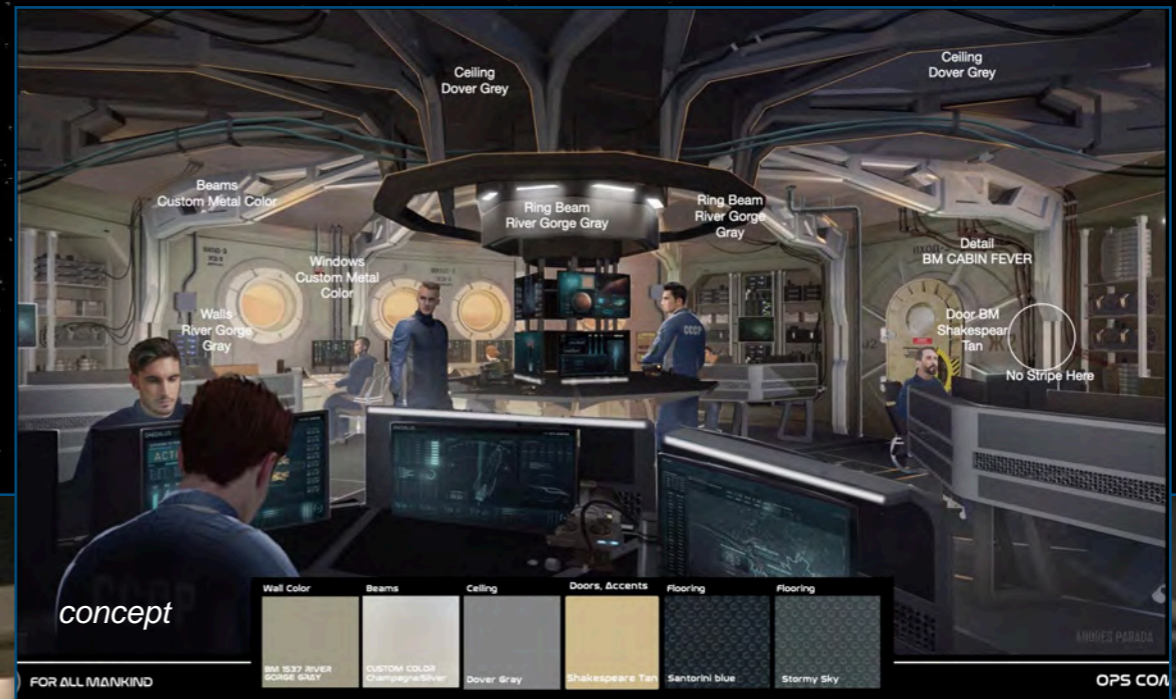 Ceiling
Dover Grey
Ceiling
Dover Grey
Beams
Custom Metal Color
Ring Beam
River Gorge Gray
Ring Beam
River Gorge
Gray
Windows
Custom Metal
Color
Detail
BM CABIN FEVER
Walls
River Gorge
Gray
Door BM
Shakespear
Tan
No Stripe Here
CCCP
concept
Wall Color
Beams
Ceiling
Doors, Accents
Flooring
Flooring
BM 1537 RIVER
GORGE GRAY
CUSTOM COLOR
Champagne/Silver
Dover Gray
Shakespeare Tan
Santorini blue
Stormy Sky
ANDRES PARADA
FOR ALL MANKIND
OPS COM